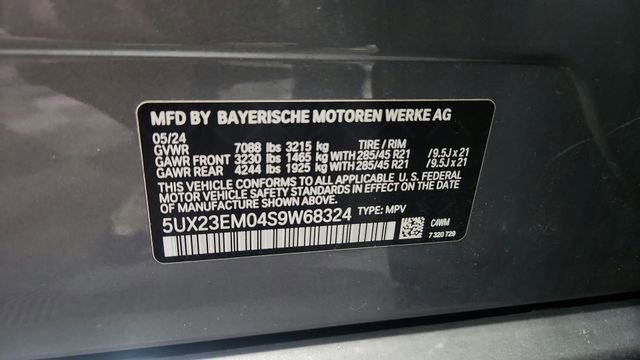 MFD BY BAYERISCHE MOTOREN WERKE AG
05/24
GVWR 7088 lbs 3215 kg TIRE / RIM
GAWR FRONT 3230 lbs 1465 kg WITH 285/45 R21 / 9.5J x 21
GAWR REAR 4244 lbs 1925 kg WITH 285/45 R21 / 9.5J x 21
THIS VEHICLE CONFORMS TO ALL APPLICABLE U. S. FEDERAL
MOTOR VEHICLE SAFETY STANDARDS IN EFFECT ON THE
DATE OF MANUFACTURE SHOWN ABOVE.
5UX23EM04S9W68324 TYPE: MPV
C4WM
7 320 729